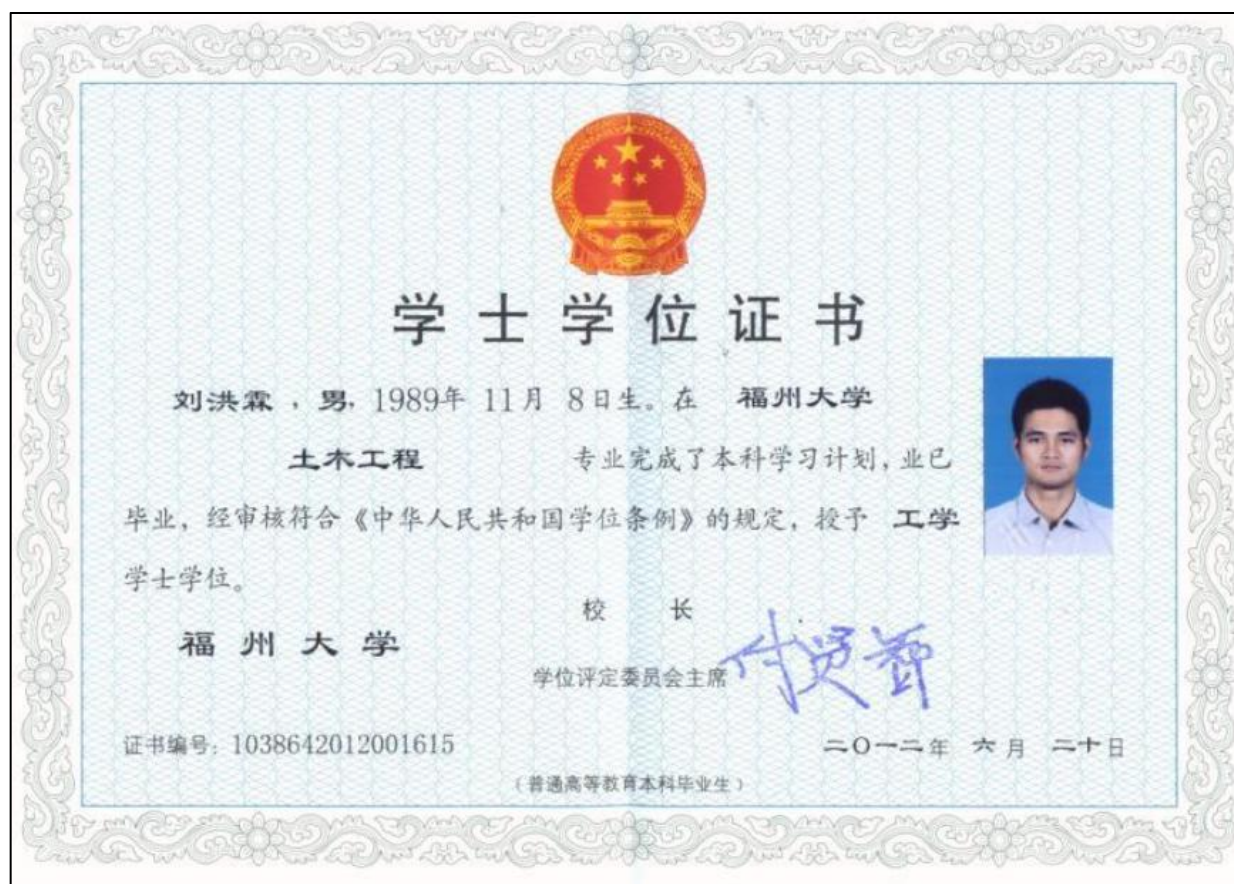 学士学位证书
刘洪霖，男，1989年 11月 8日生。在 福州大学
土木工程 专业完成了本科学习计划，业已
毕业，经审核符合《中华人民共和国学位条例》的规定，授予 工学
学士学位。
校 长
福州大学
学位评定委员会主席
证书编号：1038642012001615
二〇一二年 六月 二十日
（普通高等教育本科毕业生）